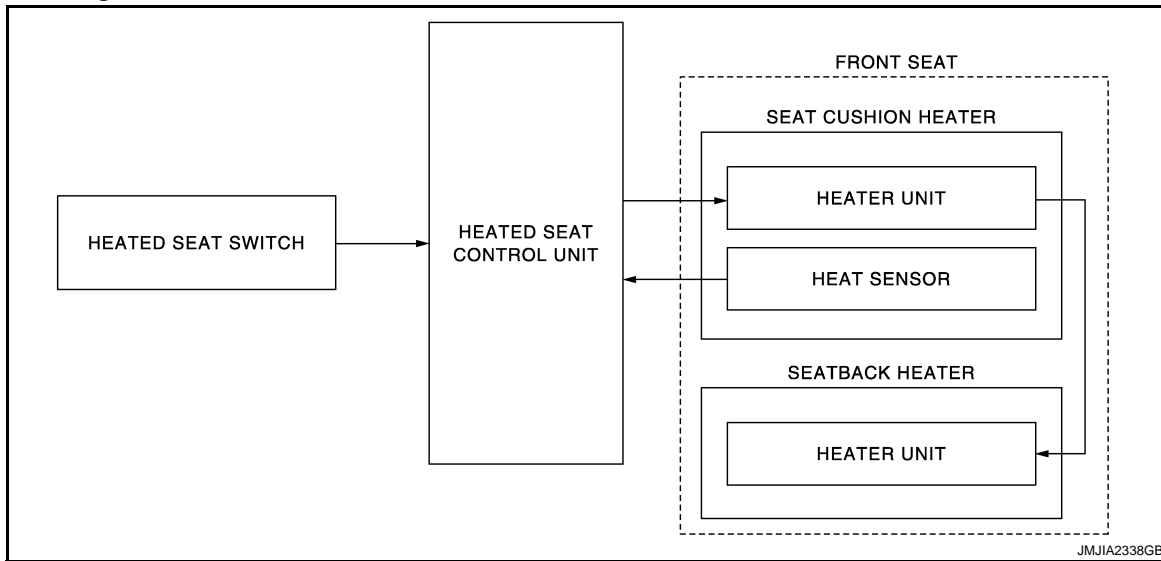 FRONT SEAT
SEAT CUSHION HEATER
HEATER UNIT
HEATED SEAT SWITCH
HEATED SEAT
CONTROL UNIT
HEAT SENSOR
SEATBACK HEATER
HEATER UNIT
JMJIA2338GB